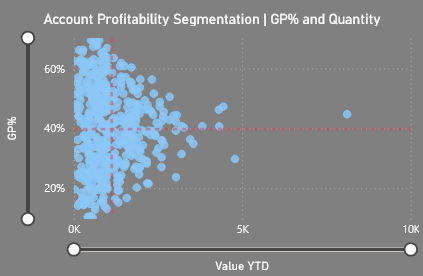 Account Profitability Segmentation | GP% and Quantity
GP%
60%
40%
20%
0K
5K
10K
Value YTD